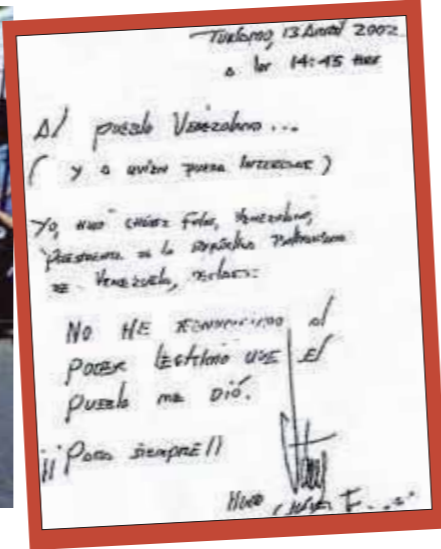 Turiamo, 13 Abril 2002
a las 14:45 hrs
Al pueblo Venezolano...
( y a quien pueda interesar )
Yo, Hugo Chávez Frías, Venezolano,
Presidente de la República Bolivariana
de Venezuela, declaro:
NO HE RENUNCIADO al
poder legítimo que el
pueblo me dió.
¡¡¡ Para siempre!!
Hugo Chávez F.